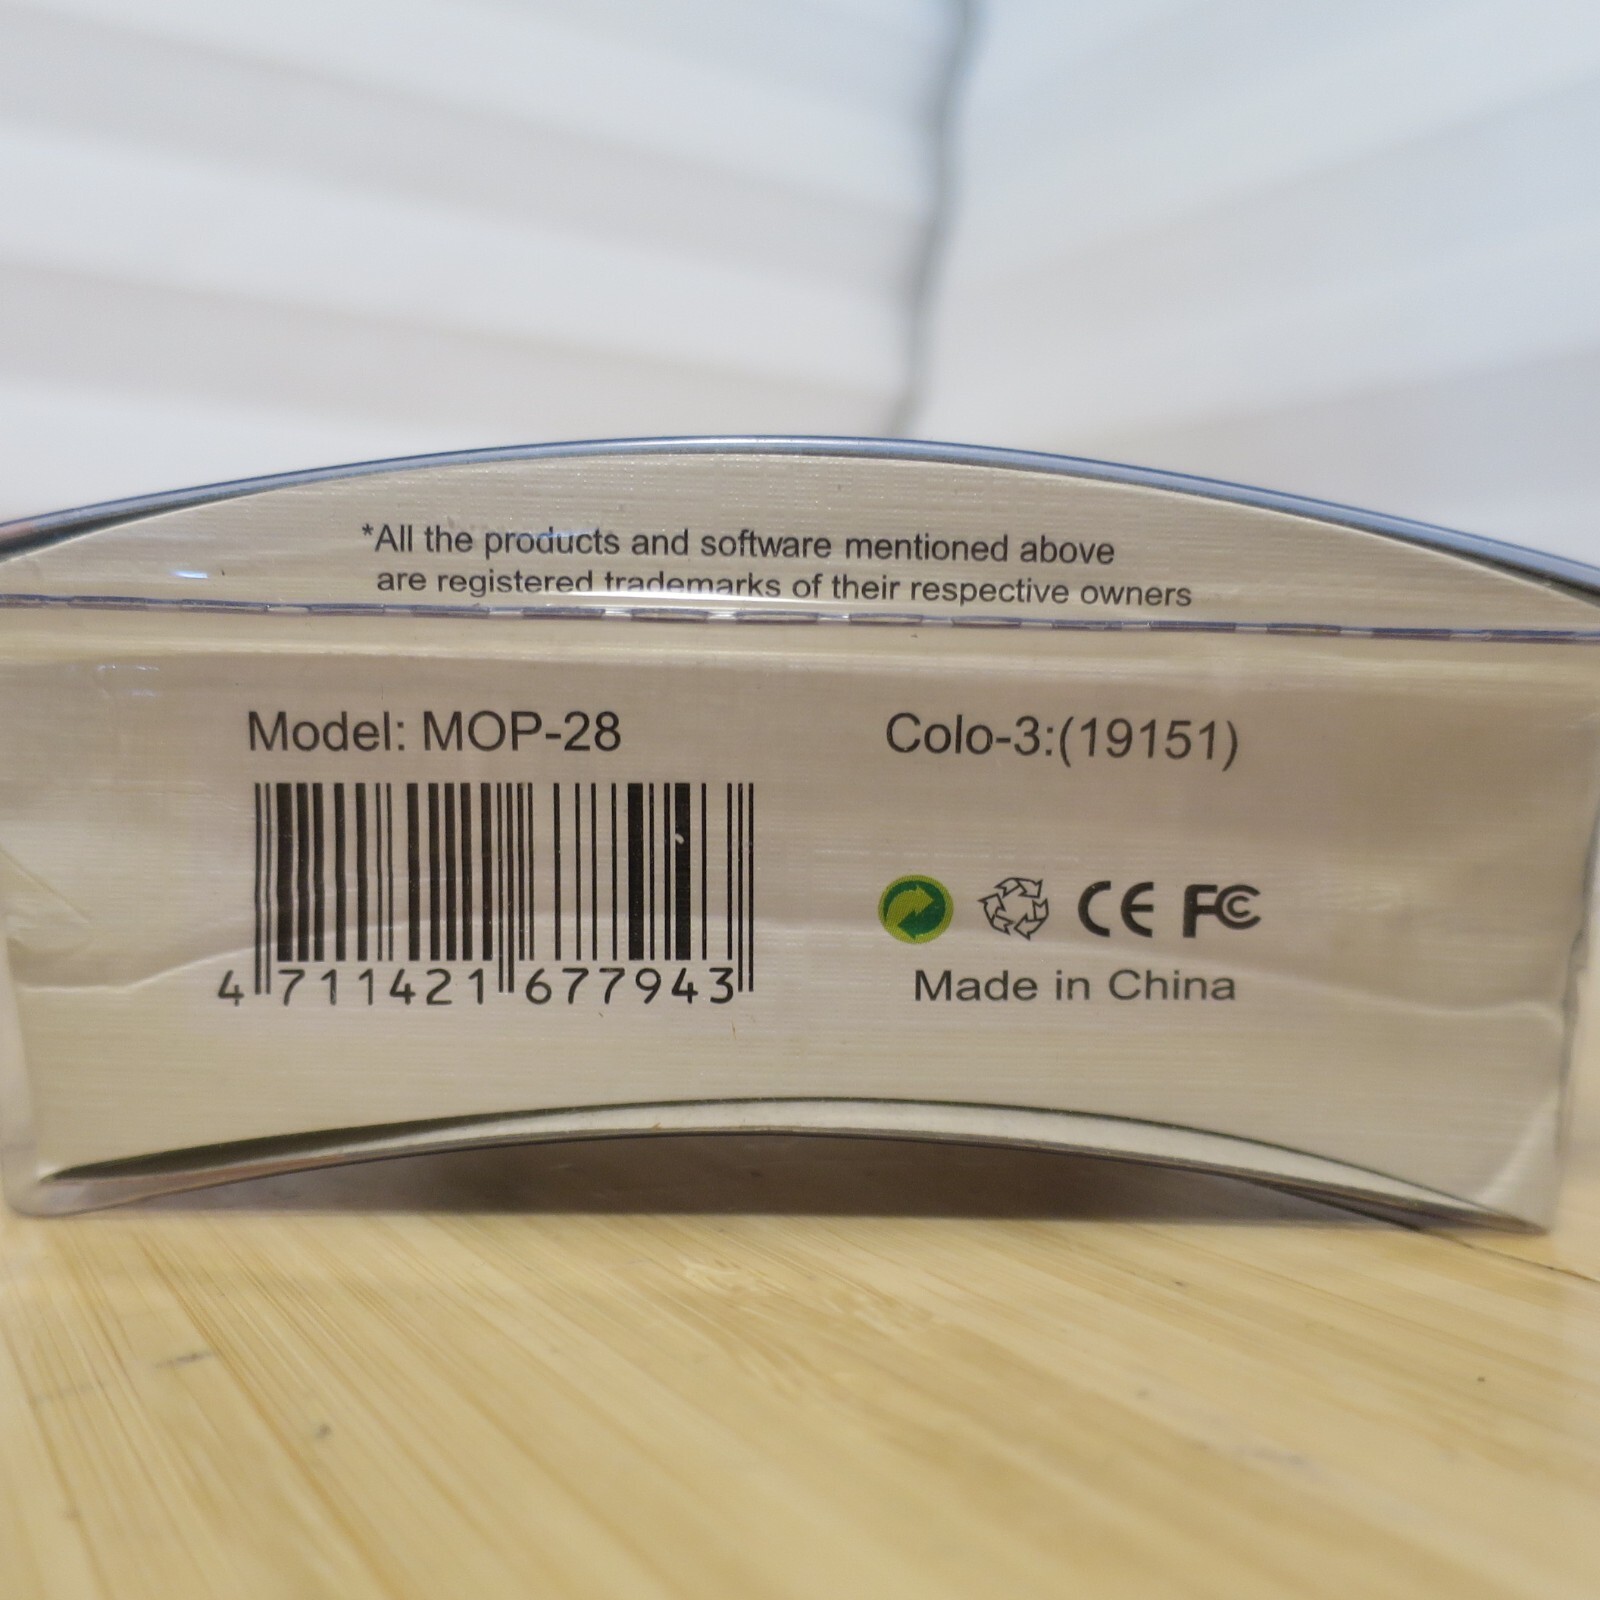 *All the products and software mentioned above
are registered trademarks of their respective owners
Model: MOP-28
Colo-3:(19151)
4 711421 677943
CE FC
Made in China